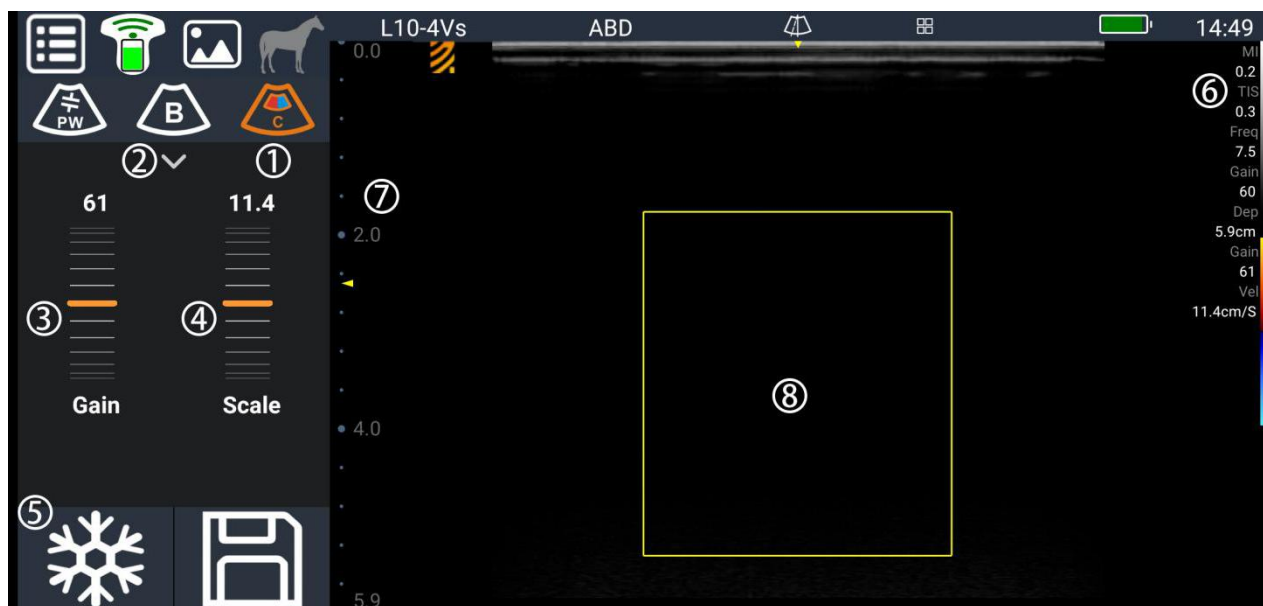 L10-4Vs ABD 14:49
PW B C
② ①
61 11.4
③ ④
Gain Scale
⑤
0.0
⑦
2.0
4.0
5.9
⑧
MI
0.2
⑥ TIS
0.3
Freq
7.5
Gain
60
Dep
5.9cm
Gain
61
Vel
11.4cm/S